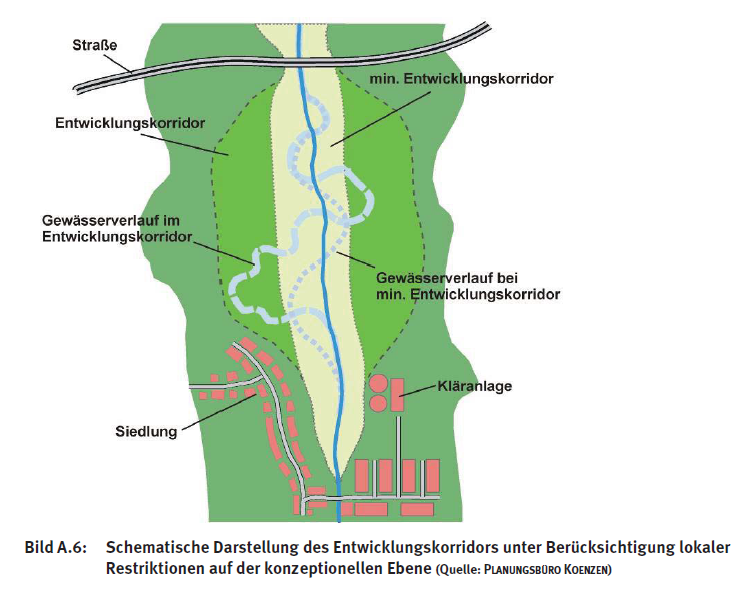 Straße
min. Entwicklungskorridor
Entwicklungskorridor
Gewässerverlauf im
Entwicklungskorridor
Gewässerverlauf bei
min. Entwicklungskorridor
Kläranlage
Siedlung
Bild A.6: Schematische Darstellung des Entwicklungskorridors unter Berücksichtigung lokaler
Restriktionen auf der konzeptionellen Ebene (Quelle: PLANUNGSBÜRO KOENZEN)